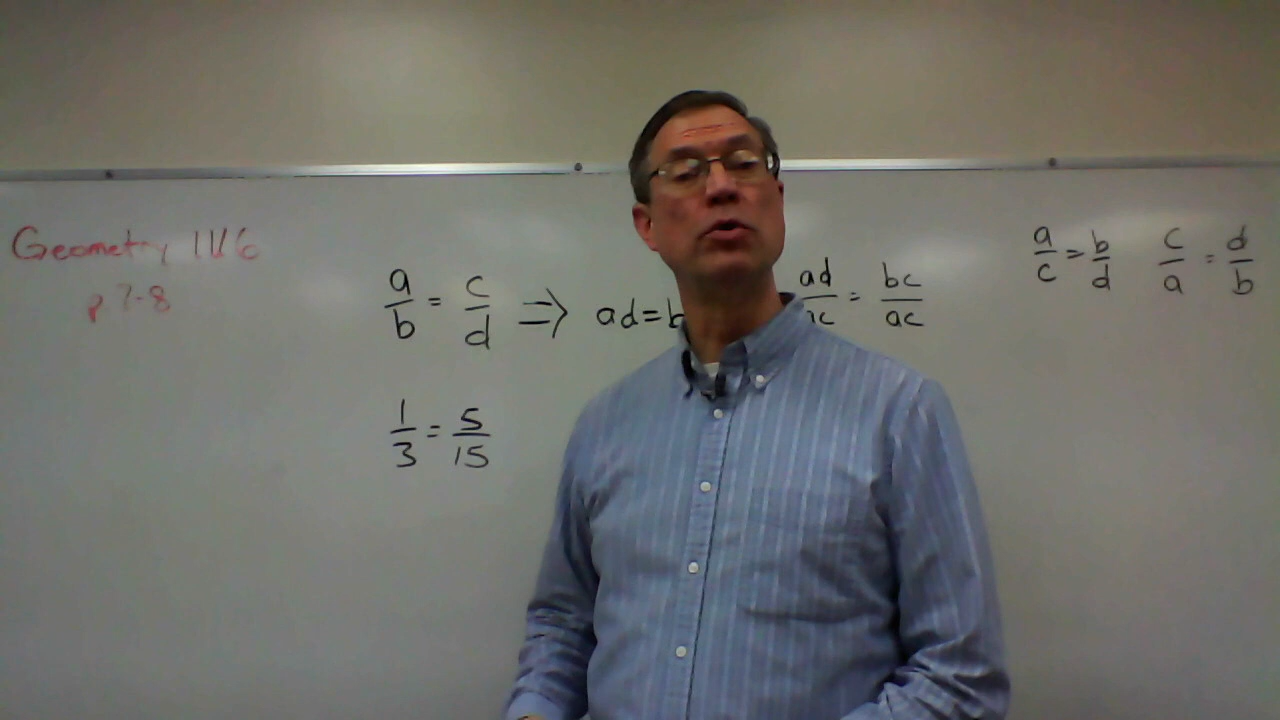 Geometry 11/6
p 7-8
a/b = c/d ⇒ ad=b
ad/ac = bc/ac
a/c = b/d c/a = d/b
1/3 = 5/15